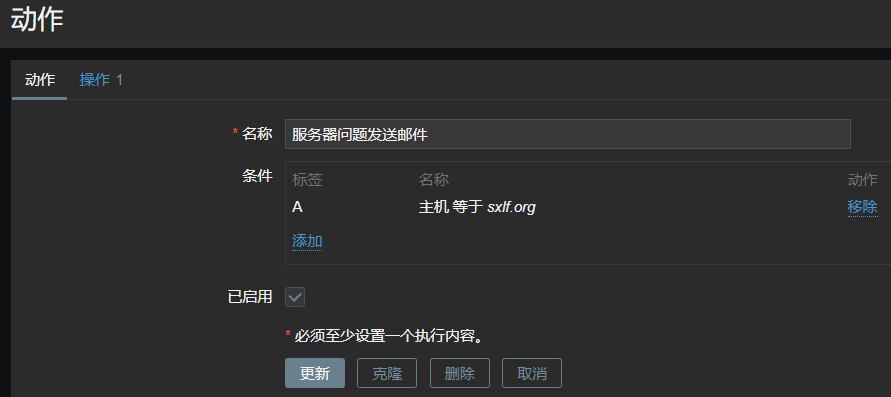 动作
动作 操作 1
* 名称 服务器问题发送邮件
条件 标签 名称 动作
A 主机 等于 sxlf.org 移除
添加
已启用
* 必须至少设置一个执行内容。
更新 克隆 删除 取消